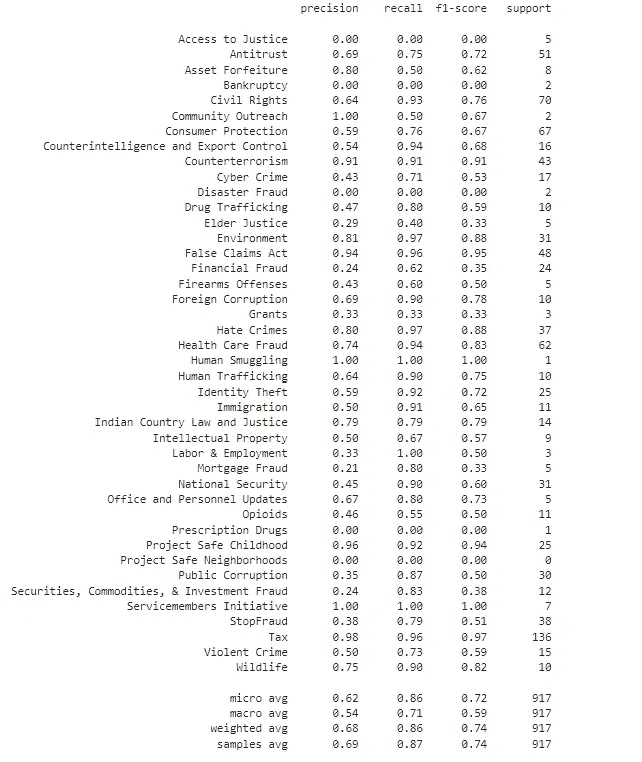 precision recall f1-score support
Access to Justice 0.00 0.00 0.00 5
Antitrust 0.69 0.75 0.72 51
Asset Forfeiture 0.80 0.50 0.62 8
Bankruptcy 0.00 0.00 0.00 2
Civil Rights 0.64 0.93 0.76 70
Community Outreach 1.00 0.50 0.67 2
Consumer Protection 0.59 0.76 0.67 67
Counterintelligence and Export Control 0.54 0.94 0.68 16
Counterterrorism 0.91 0.91 0.91 43
Cyber Crime 0.43 0.71 0.53 17
Disaster Fraud 0.00 0.00 0.00 2
Drug Trafficking 0.47 0.80 0.59 10
Elder Justice 0.29 0.40 0.33 5
Environment 0.81 0.97 0.88 31
False Claims Act 0.94 0.96 0.95 48
Financial Fraud 0.24 0.62 0.35 24
Firearms Offenses 0.43 0.60 0.50 5
Foreign Corruption 0.69 0.90 0.78 10
Grants 0.33 0.33 0.33 3
Hate Crimes 0.80 0.97 0.88 37
Health Care Fraud 0.74 0.94 0.83 62
Human Smuggling 1.00 1.00 1.00 1
Human Trafficking 0.64 0.90 0.75 10
Identity Theft 0.59 0.92 0.72 25
Immigration 0.50 0.91 0.65 11
Indian Country Law and Justice 0.79 0.79 0.79 14
Intellectual Property 0.50 0.67 0.57 9
Labor & Employment 0.33 1.00 0.50 3
Mortgage Fraud 0.21 0.80 0.33 5
National Security 0.45 0.90 0.60 31
Office and Personnel Updates 0.67 0.80 0.73 5
Opioids 0.46 0.55 0.50 11
Prescription Drugs 0.00 0.00 0.00 1
Project Safe Childhood 0.96 0.92 0.94 25
Project Safe Neighborhoods 0.00 0.00 0.00 0
Public Corruption 0.35 0.87 0.50 30
Securities, Commodities, & Investment Fraud 0.24 0.83 0.38 12
Servicemembers Initiative 1.00 1.00 1.00 7
StopFraud 0.38 0.79 0.51 38
Tax 0.98 0.96 0.97 136
Violent Crime 0.50 0.73 0.59 15
Wildlife 0.75 0.90 0.82 10
micro avg 0.62 0.86 0.72 917
macro avg 0.54 0.71 0.59 917
weighted avg 0.68 0.86 0.74 917
samples avg 0.69 0.87 0.74 917